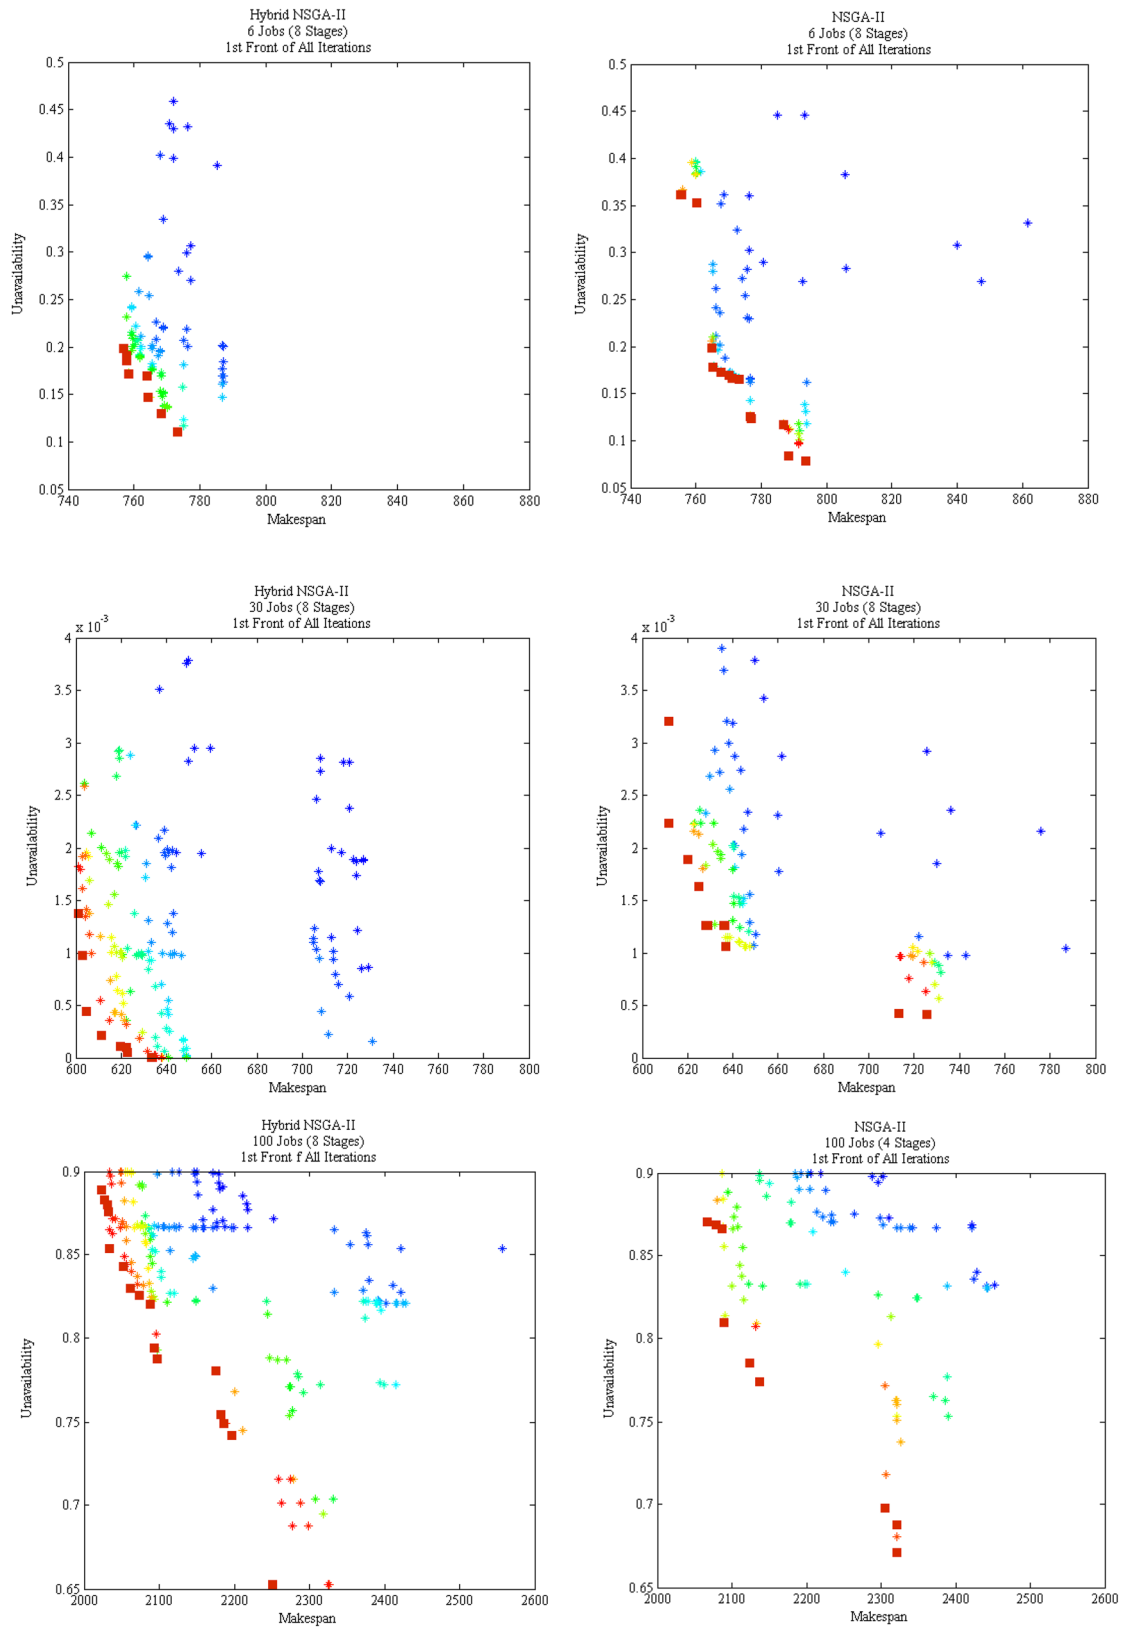 Hybrid NSGA-II
6 Jobs (8 Stages)
1st Front of All Iterations
0.5
0.45
0.4
0.35
0.3
0.25
0.2
0.15
0.1
0.05
Unavailability
740 760 780 800 820 840 860 880
Makespan
NSGA-II
6 Jobs (8 Stages)
1st Front of All Iterations
0.5
0.45
0.4
0.35
0.3
0.25
0.2
0.15
0.1
0.05
Unavailability
740 760 780 800 820 840 860 880
Makespan
Hybrid NSGA-II
30 Jobs (8 Stages)
1st Front of All Iteations
x 10⁻³
4
3.5
3
2.5
2
1.5
1
0.5
0
Unavailability
600 620 640 660 680 700 720 740 760 780 800
Makespan
NSGA-II
30 Jobs (8 Stages)
1st Front of All Iterations
x 10⁻³
4
3.5
3
2.5
2
1.5
1
0.5
0
Unavailability
600 620 640 660 680 700 720 740 760 780 800
Makespan
Hybrid NSGA-II
100 Jobs (8 Stages)
1st Front f All Iterations
0.9
0.85
0.8
0.75
0.7
0.65
Unavailability
2000 2100 2200 2300 2400 2500 2600
Makespan
NSGA-II
100 Jobs (4 Stages)
1st Front of All Ierations
0.9
0.85
0.8
0.75
0.7
0.65
Unavailability
2000 2100 2200 2300 2400 2500 2600
Makespan